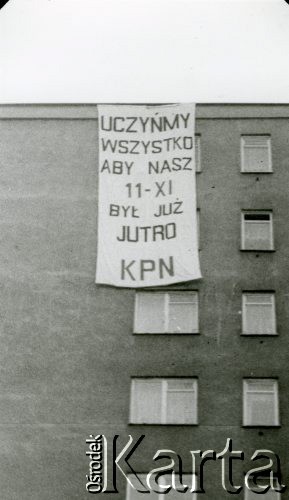 UCZYŃMY
WSZYSTKO
ABY NASZ
11-XI
BYŁ JUŻ
JUTRO
KPN
Ośrodek Karta